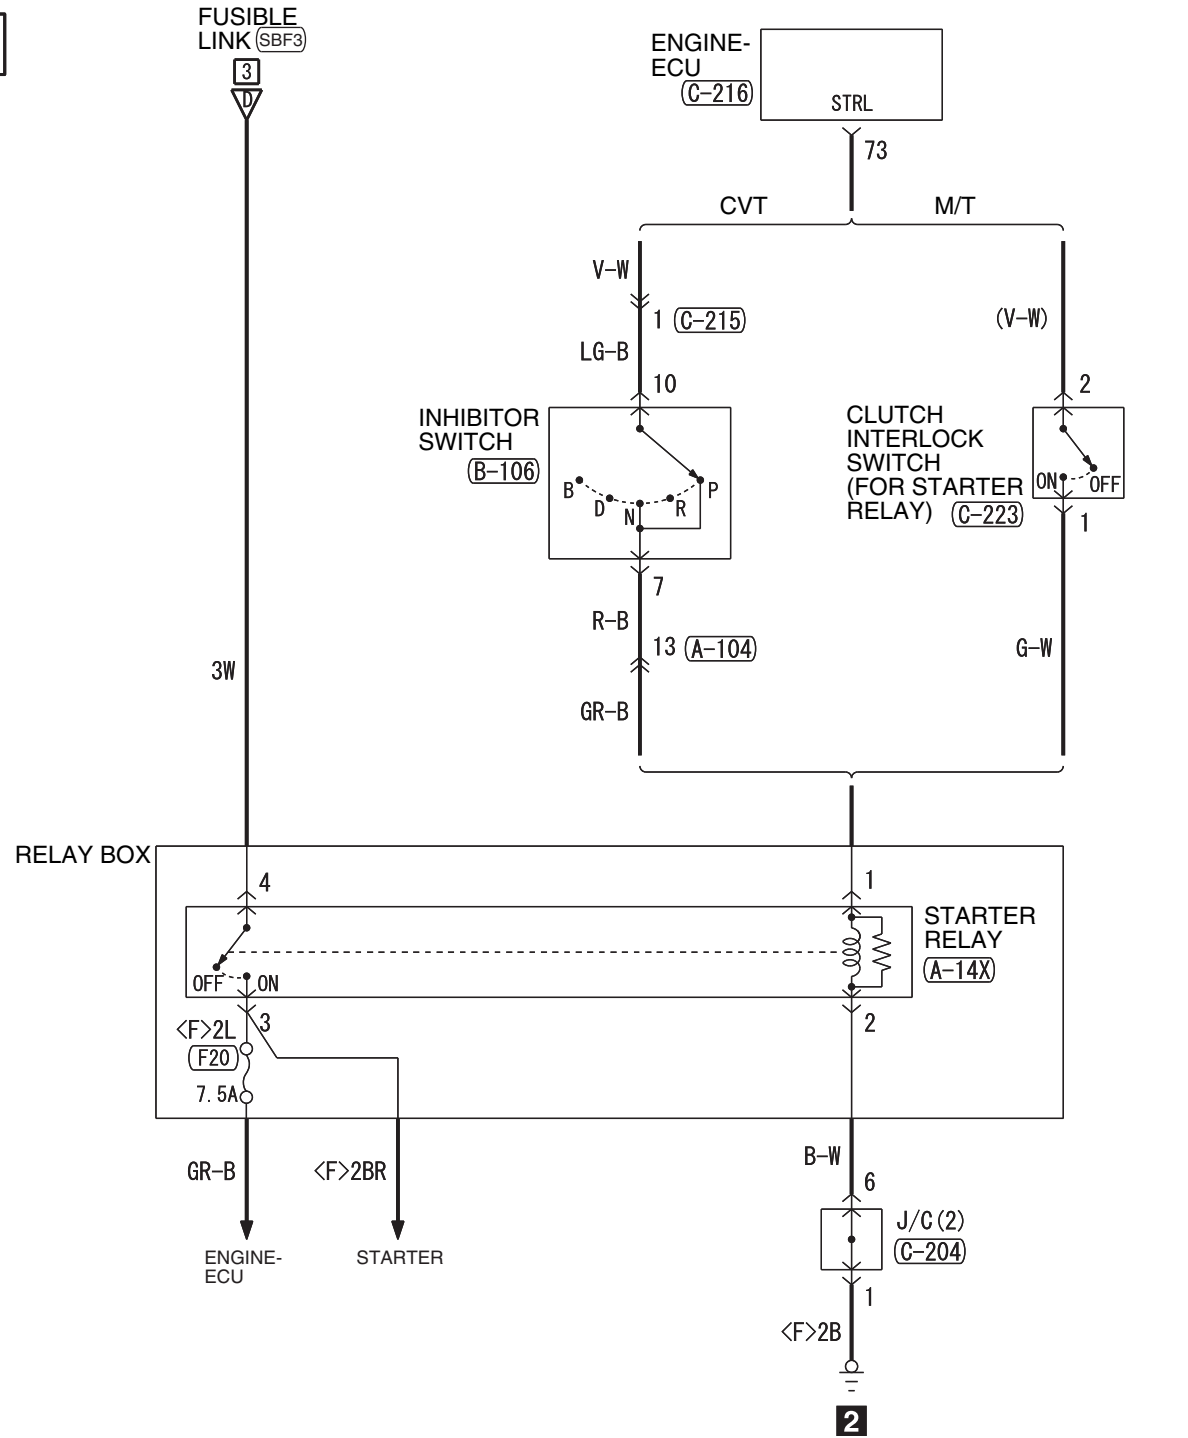 FUSIBLE
LINK SBF3
3
D
ENGINE-
ECU
C-216
STRL
73
CVT
M/T
V-W
1 C-215
LG-B
10
INHIBITOR
SWITCH
B-106
B
D
N
R
P
7
R-B
13 A-104
GR-B
(V-W)
2
CLUTCH
INTERLOCK
SWITCH
(FOR STARTER
RELAY) C-223
ON
OFF
1
G-W
3W
RELAY BOX
4
1
STARTER
RELAY
A-14X
OFF
ON
3
2
<F>2L
F20
7.5A
GR-B
<F>2BR
ENGINE-
ECU
STARTER
B-W
6
J/C(2)
C-204
1
<F>2B
2